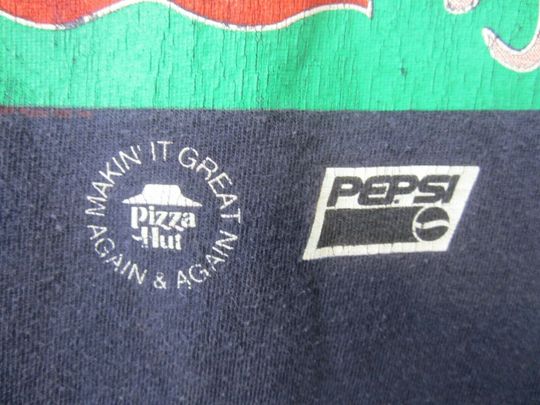 MAKIN' IT GREAT
AGAIN & AGAIN
Pizza
Hut
PEPSI